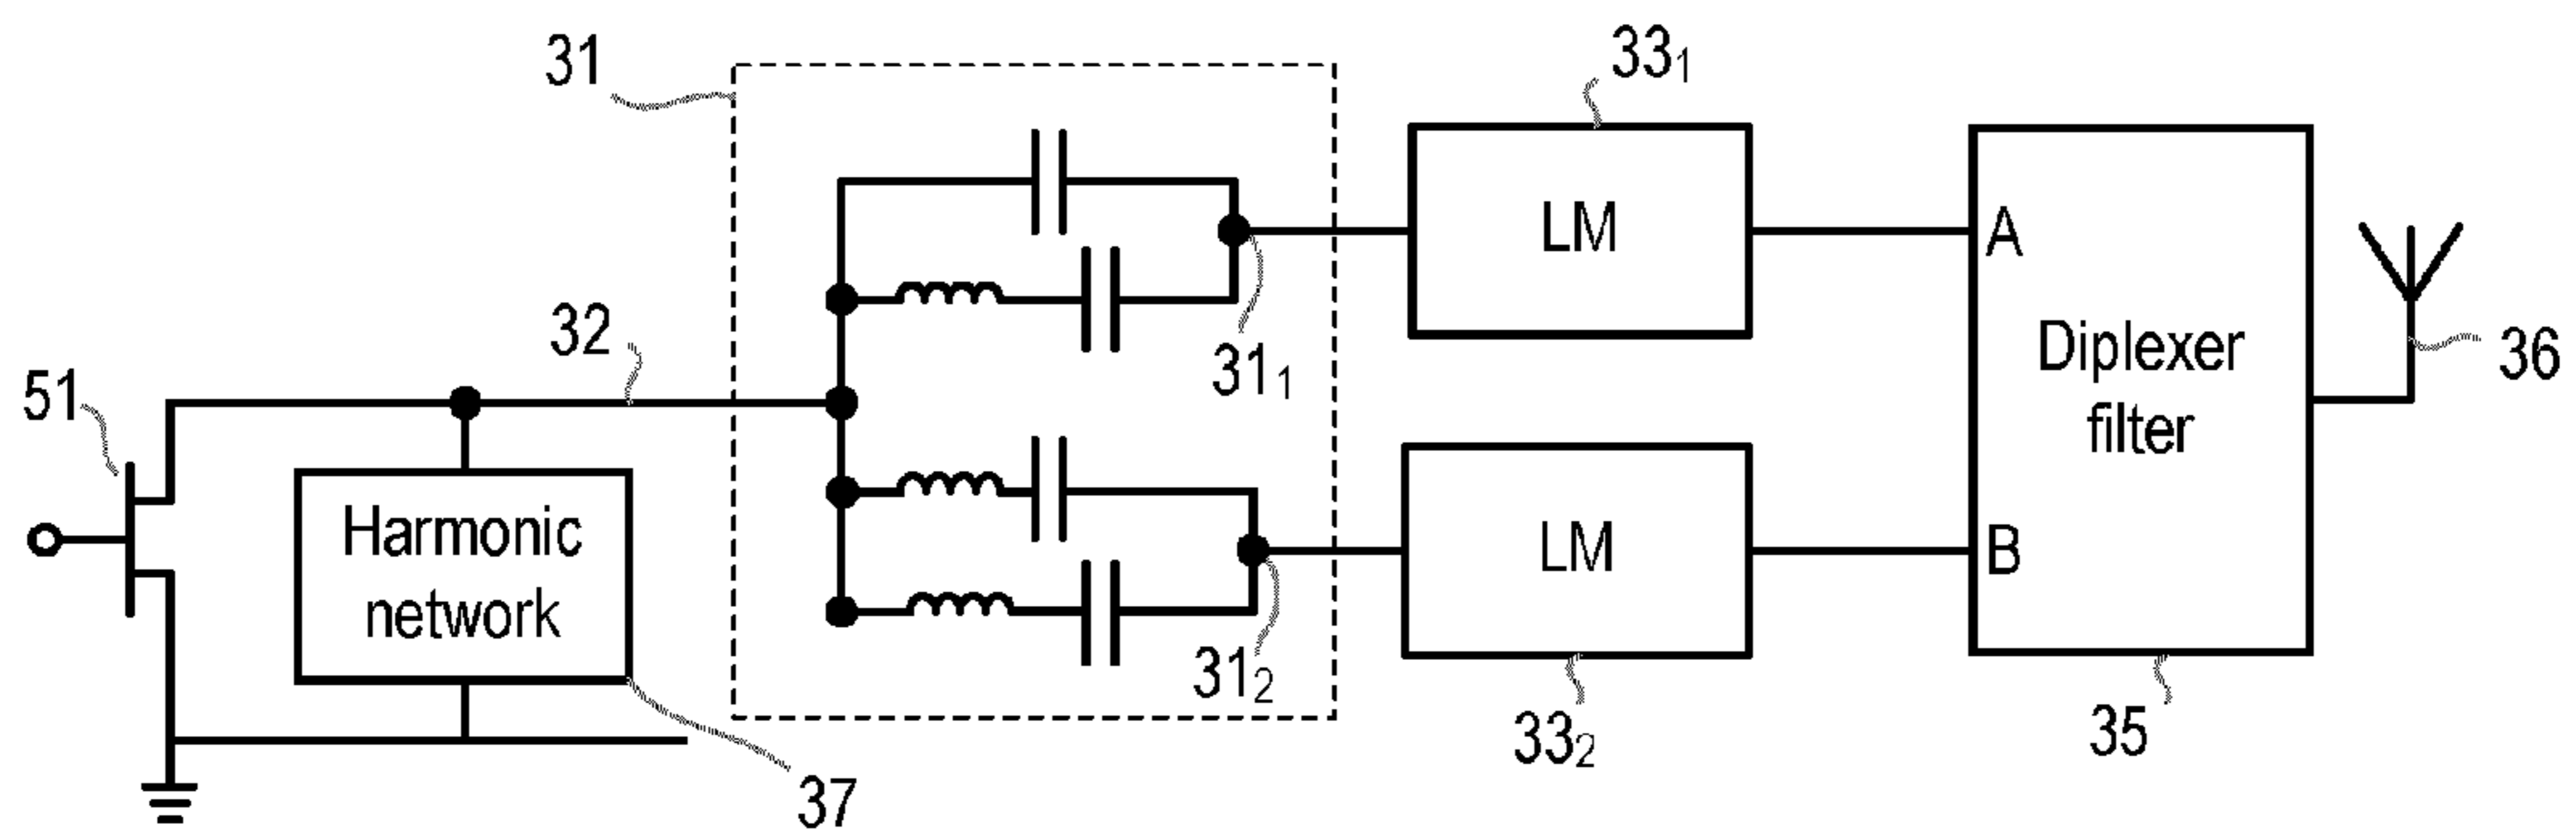 31
33₁
LM
A
32
31₁
36
51
Diplexer
filter
Harmonic
network
LM
B
31₂
33₂
35
37